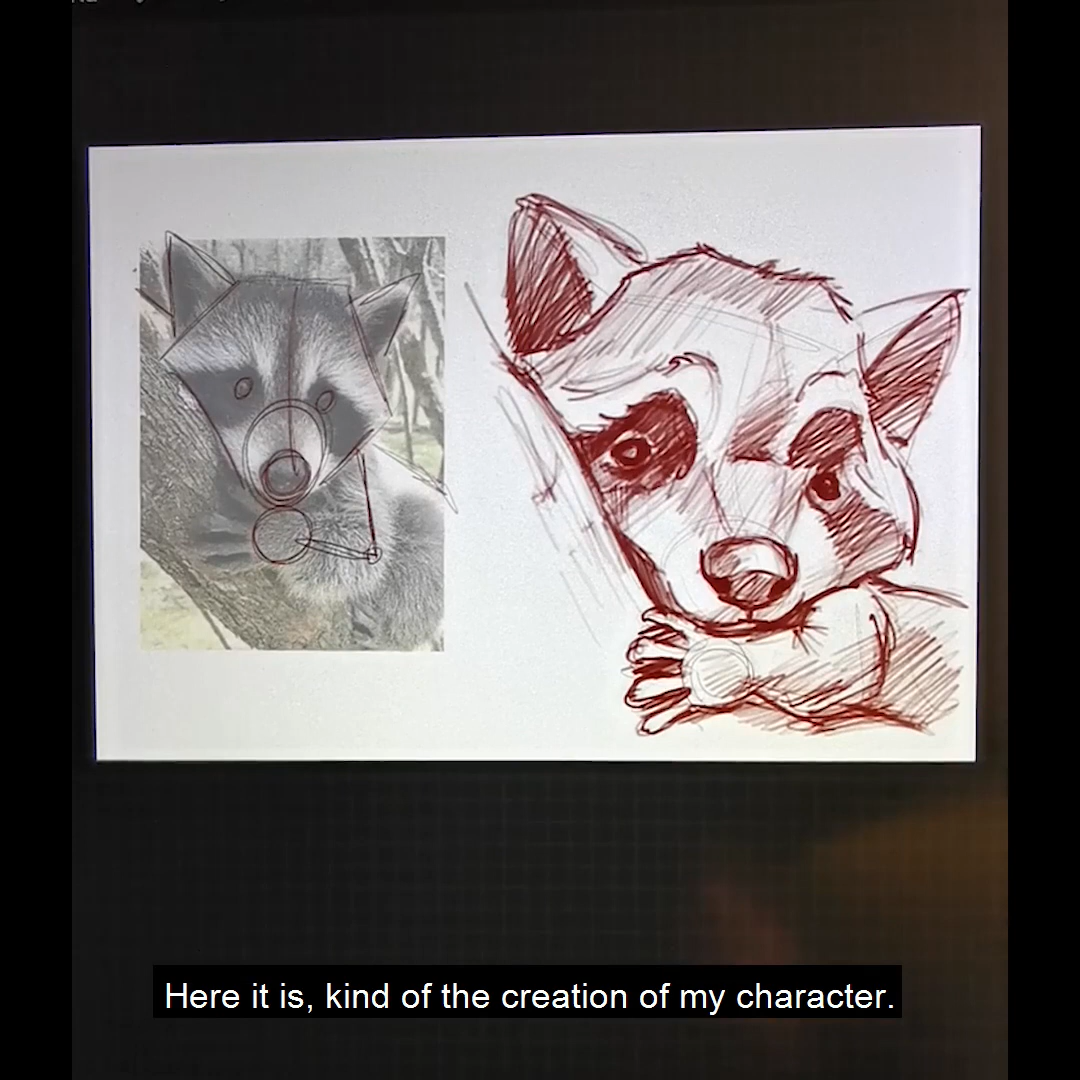 Here it is, kind of the creation of my character.